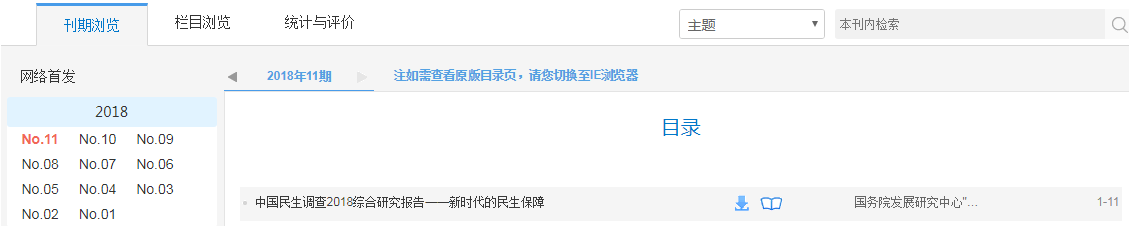 刊期浏览 栏目浏览 统计与评价 主题 本刊内检索
网络首发 2018年11期 注如需查看原版目录页，请您切换至IE浏览器
2018
目录
No.11 No.10 No.09
No.08 No.07 No.06
No.05 No.04 No.03
中国民生调查2018综合研究报告——新时代的民生保障 国务院发展研究中心"... 1-11
No.02 No.01